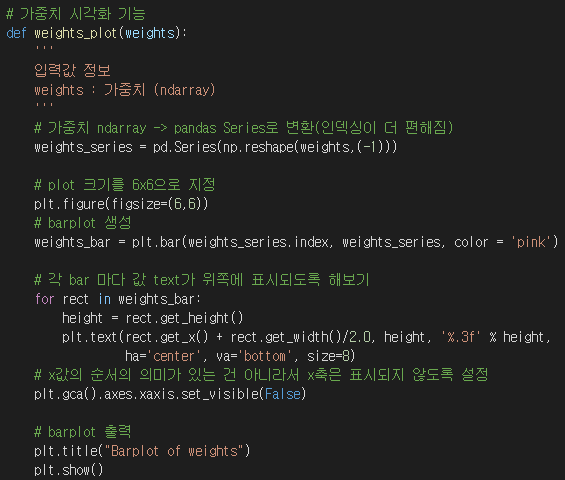 # 가중치 시각화 기능
def weights_plot(weights):
    '''
    입력값 정보
    weights : 가중치 (ndarray)
    '''
    # 가중치 ndarray -> pandas Series로 변환(인덱싱이 더 편해짐)
    weights_series = pd.Series(np.reshape(weights,(-1)))

    # plot 크기를 6x6으로 지정
    plt.figure(figsize=(6,6))
    # barplot 생성
    weights_bar = plt.bar(weights_series.index, weights_series, color = 'pink')

    # 각 bar 마다 값 text가 위쪽에 표시되도록 해보기
    for rect in weights_bar:
        height = rect.get_height()
        plt.text(rect.get_x() + rect.get_width()/2.0, height, '%.3f' % height,
                 ha='center', va='bottom', size=8)
    # x값의 순서의 의미가 있는 건 아니라서 x축은 표시되지 않도록 설정
    plt.gca().axes.xaxis.set_visible(False)

    # barplot 출력
    plt.title("Barplot of weights")
    plt.show()